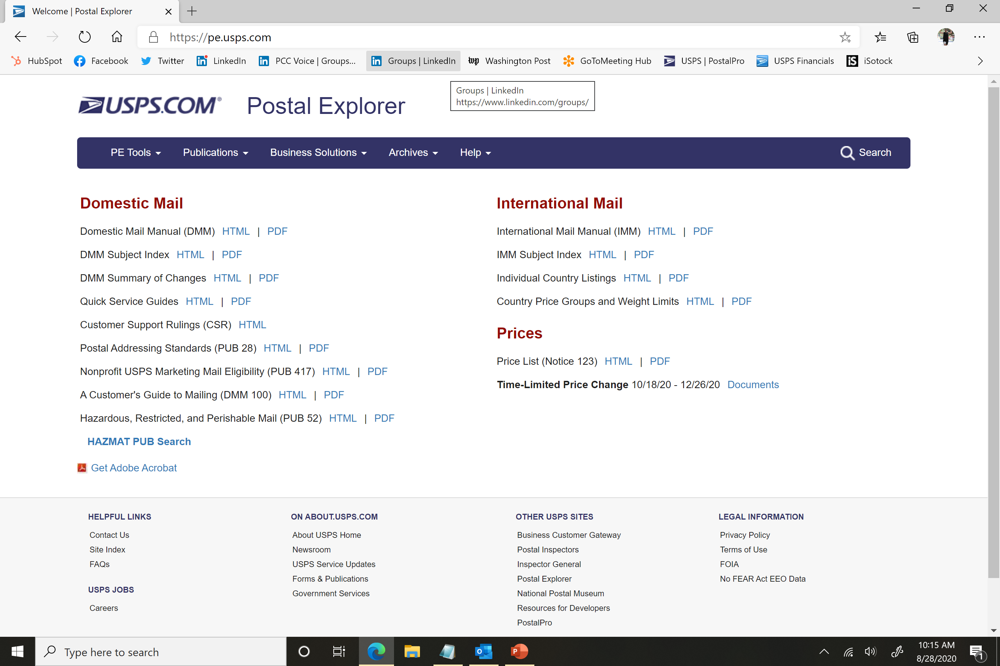 Welcome | Postal Explorer
https://pe.usps.com
HubSpot Facebook Twitter LinkedIn PCC Voice | Groups... Groups | LinkedIn Washington Post GoToMeeting Hub USPS | PostalPro USPS Financials iSotock
Groups | LinkedIn
https://www.linkedin.com/groups/
USPS.COM® Postal Explorer
PE Tools Publications Business Solutions Archives Help Search
Domestic Mail
Domestic Mail Manual (DMM) HTML | PDF
DMM Subject Index HTML | PDF
DMM Summary of Changes HTML | PDF
Quick Service Guides HTML | PDF
Customer Support Rulings (CSR) HTML
Postal Addressing Standards (PUB 28) HTML | PDF
Nonprofit USPS Marketing Mail Eligibility (PUB 417) HTML | PDF
A Customer's Guide to Mailing (DMM 100) HTML | PDF
Hazardous, Restricted, and Perishable Mail (PUB 52) HTML | PDF
HAZMAT PUB Search
Get Adobe Acrobat
International Mail
International Mail Manual (IMM) HTML | PDF
IMM Subject Index HTML | PDF
Individual Country Listings HTML | PDF
Country Price Groups and Weight Limits HTML | PDF
Prices
Price List (Notice 123) HTML | PDF
Time-Limited Price Change 10/18/20 - 12/26/20 Documents
HELPFUL LINKS
Contact Us
Site Index
FAQs
USPS JOBS
Careers
ON ABOUT.USPS.COM
About USPS Home
Newsroom
USPS Service Updates
Forms & Publications
Government Services
OTHER USPS SITES
Business Customer Gateway
Postal Inspectors
Inspector General
Postal Explorer
National Postal Museum
Resources for Developers
PostalPro
LEGAL INFORMATION
Privacy Policy
Terms of Use
FOIA
No FEAR Act EEO Data
Type here to search
10:15 AM
8/28/2020
1